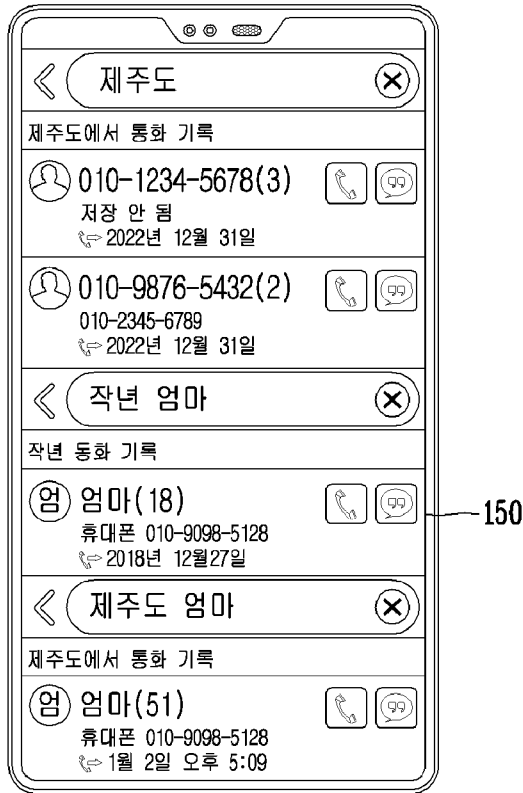 제주도
제주도에서 통화 기록
010-1234-5678(3)
저장 안 됨
2022년 12월 31일
010-9876-5432(2)
010-2345-6789
2022년 12월 31일
작년 엄마
작년 동화 기록
엄 엄마(18)
휴대폰 010-9098-5128
2018년 12월27일
150
제주도 엄마
제주도에서 통화 기록
엄 엄마(51)
휴대폰 010-9098-5128
1월 2일 오후 5:09